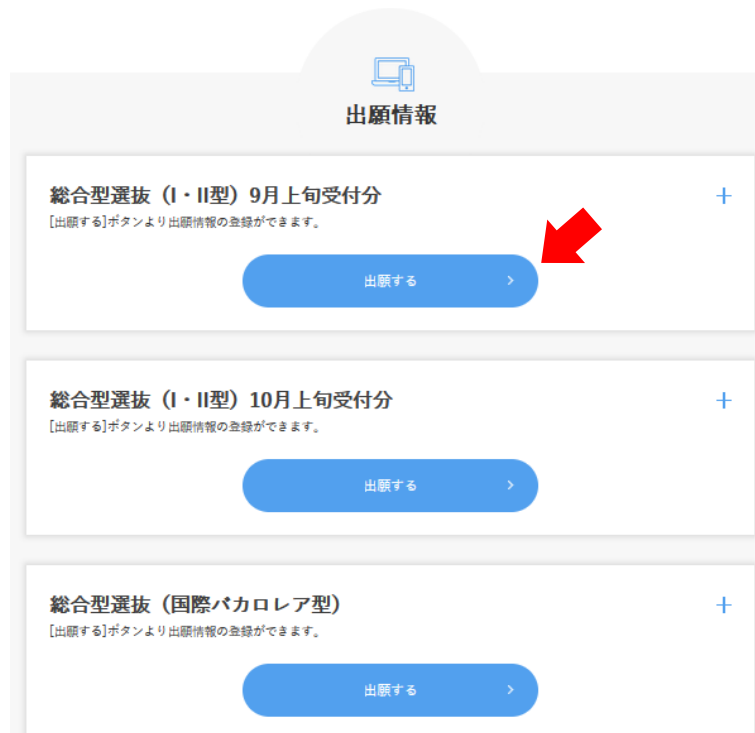 出願情報
総合型選抜（I・II型）9月上旬受付分
[出願する]ボタンより出願情報の登録ができます。
出願する
総合型選抜（I・II型）10月上旬受付分
[出願する]ボタンより出願情報の登録ができます。
出願する
総合型選抜（国際バカロレア型）
[出願する]ボタンより出願情報の登録ができます。
出願する